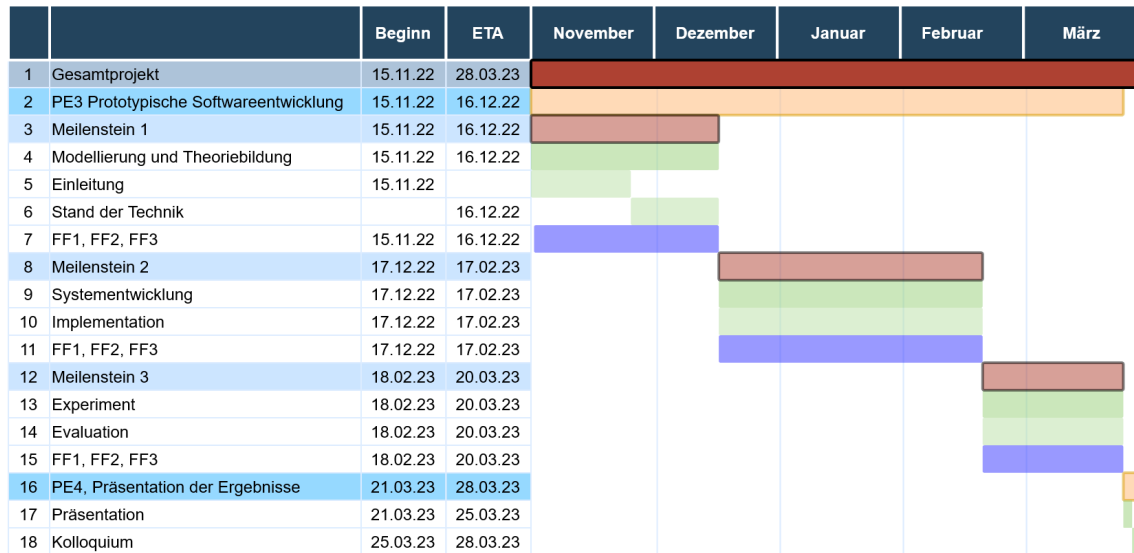 Beginn ETA November Dezember Januar Februar März
1 Gesamtprojekt 15.11.22 28.03.23
2 PE3 Prototypische Softwareentwicklung 15.11.22 16.12.22
3 Meilenstein 1 15.11.22 16.12.22
4 Modellierung und Theoriebildung 15.11.22 16.12.22
5 Einleitung 15.11.22
6 Stand der Technik 16.12.22
7 FF1, FF2, FF3 15.11.22 16.12.22
8 Meilenstein 2 17.12.22 17.02.23
9 Systementwicklung 17.12.22 17.02.23
10 Implementation 17.12.22 17.02.23
11 FF1, FF2, FF3 17.12.22 17.02.23
12 Meilenstein 3 18.02.23 20.03.23
13 Experiment 18.02.23 20.03.23
14 Evaluation 18.02.23 20.03.23
15 FF1, FF2, FF3 18.02.23 20.03.23
16 PE4, Präsentation der Ergebnisse 21.03.23 28.03.23
17 Präsentation 21.03.23 25.03.23
18 Kolloquium 25.03.23 28.03.23